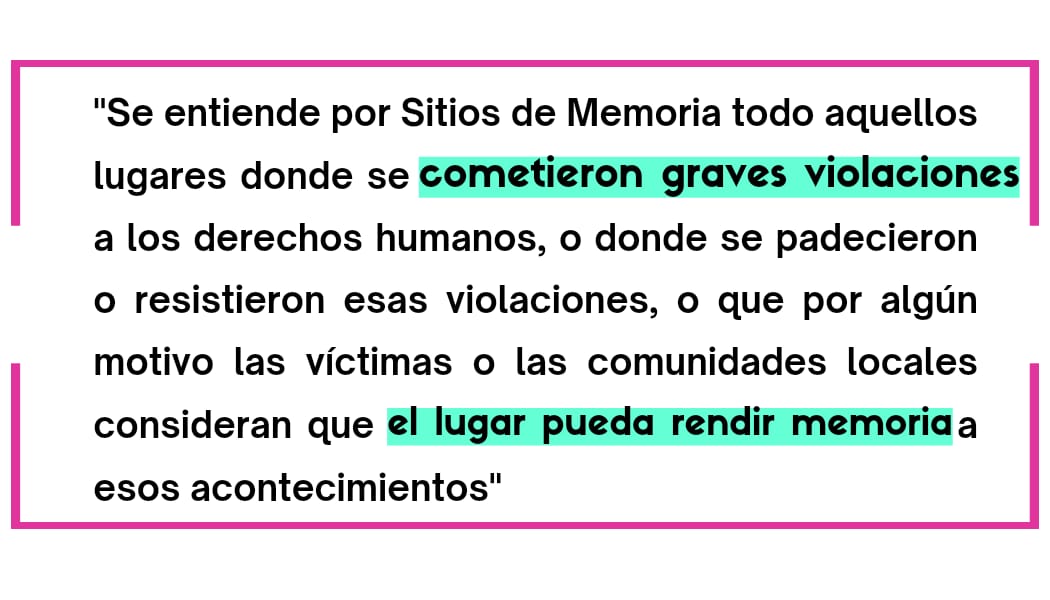 "Se entiende por Sitios de Memoria todo aquellos
lugares donde se cometieron graves violaciones
a los derechos humanos, o donde se padecieron
o resistieron esas violaciones, o que por algún
motivo las víctimas o las comunidades locales
consideran que el lugar pueda rendir memoria a
esos acontecimientos"